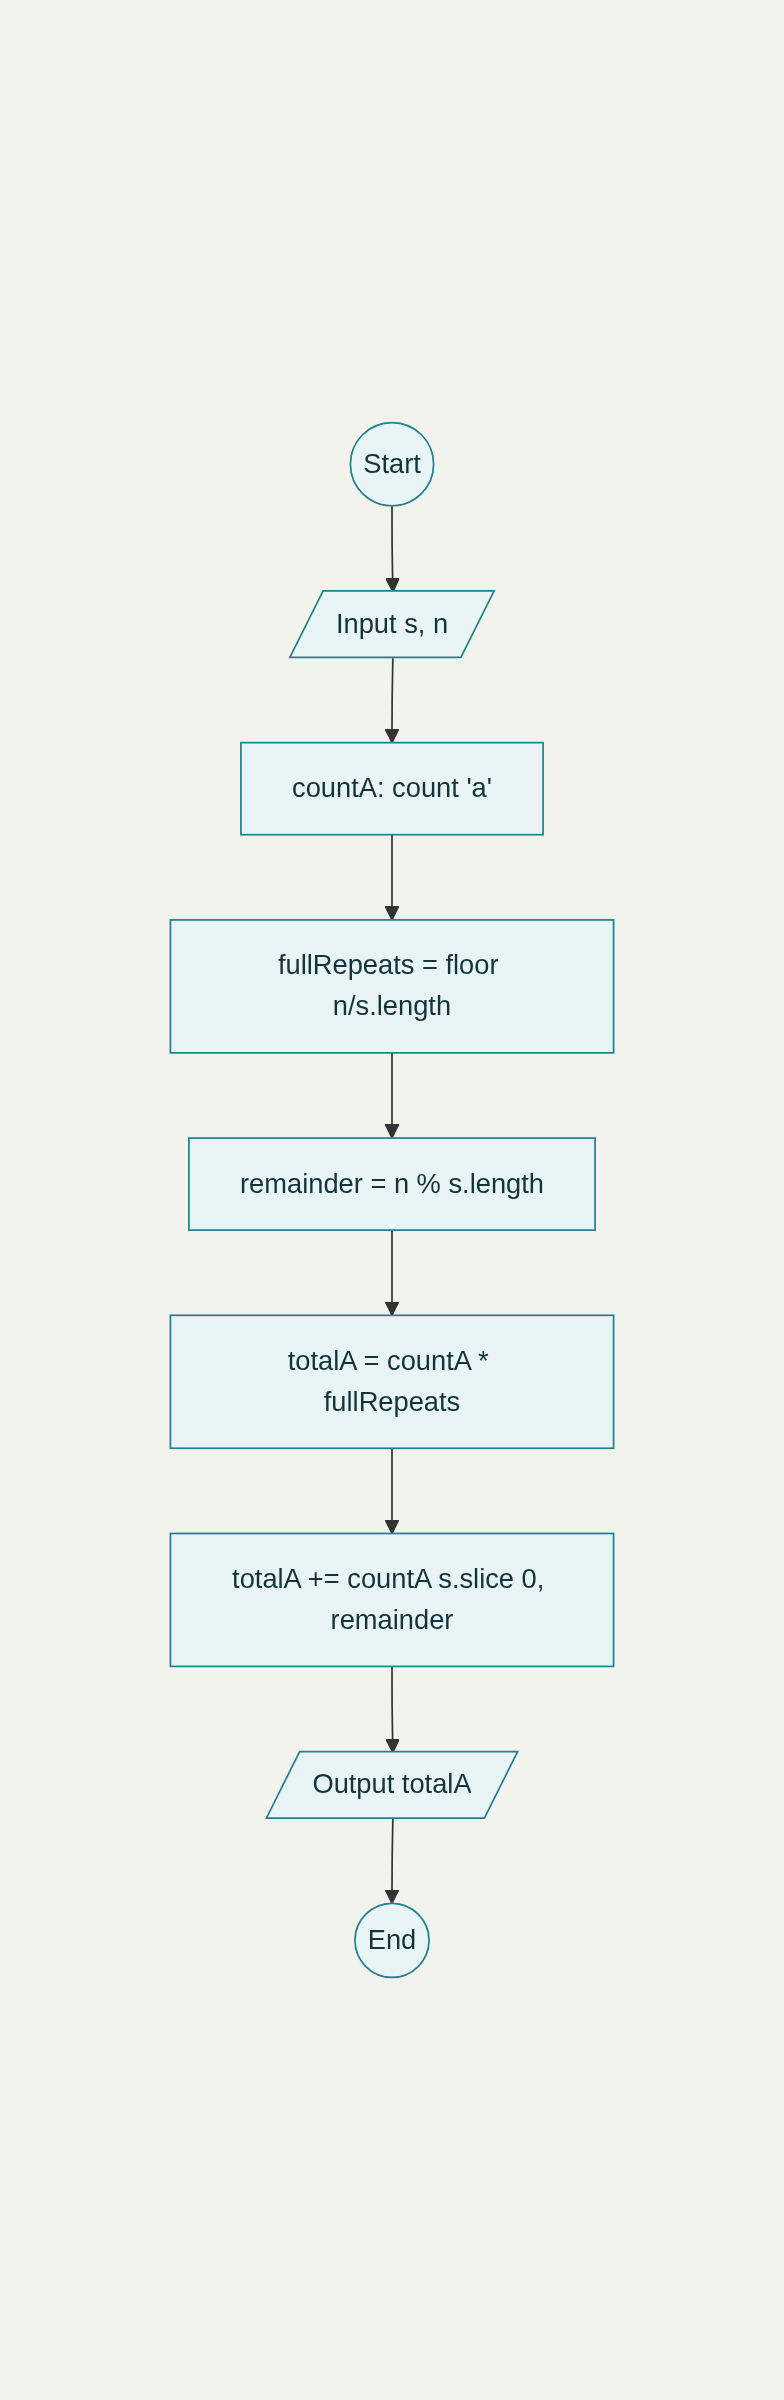 Start
Input s, n
countA: count 'a'
fullRepeats = floor
n/s.length
remainder = n % s.length
totalA = countA *
fullRepeats
totalA += countA s.slice 0,
remainder
Output totalA
End